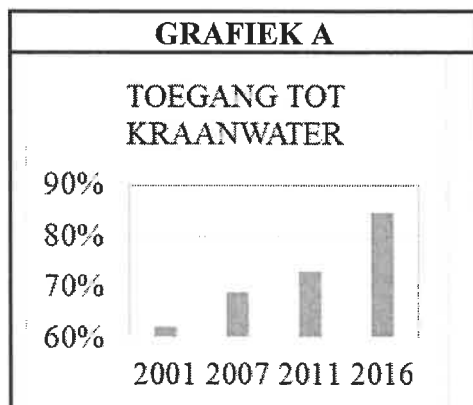 GRAFIEK A
TOEGANG TOT
KRAANWATER
90%
80%
70%
60%
2001 2007 2011 2016